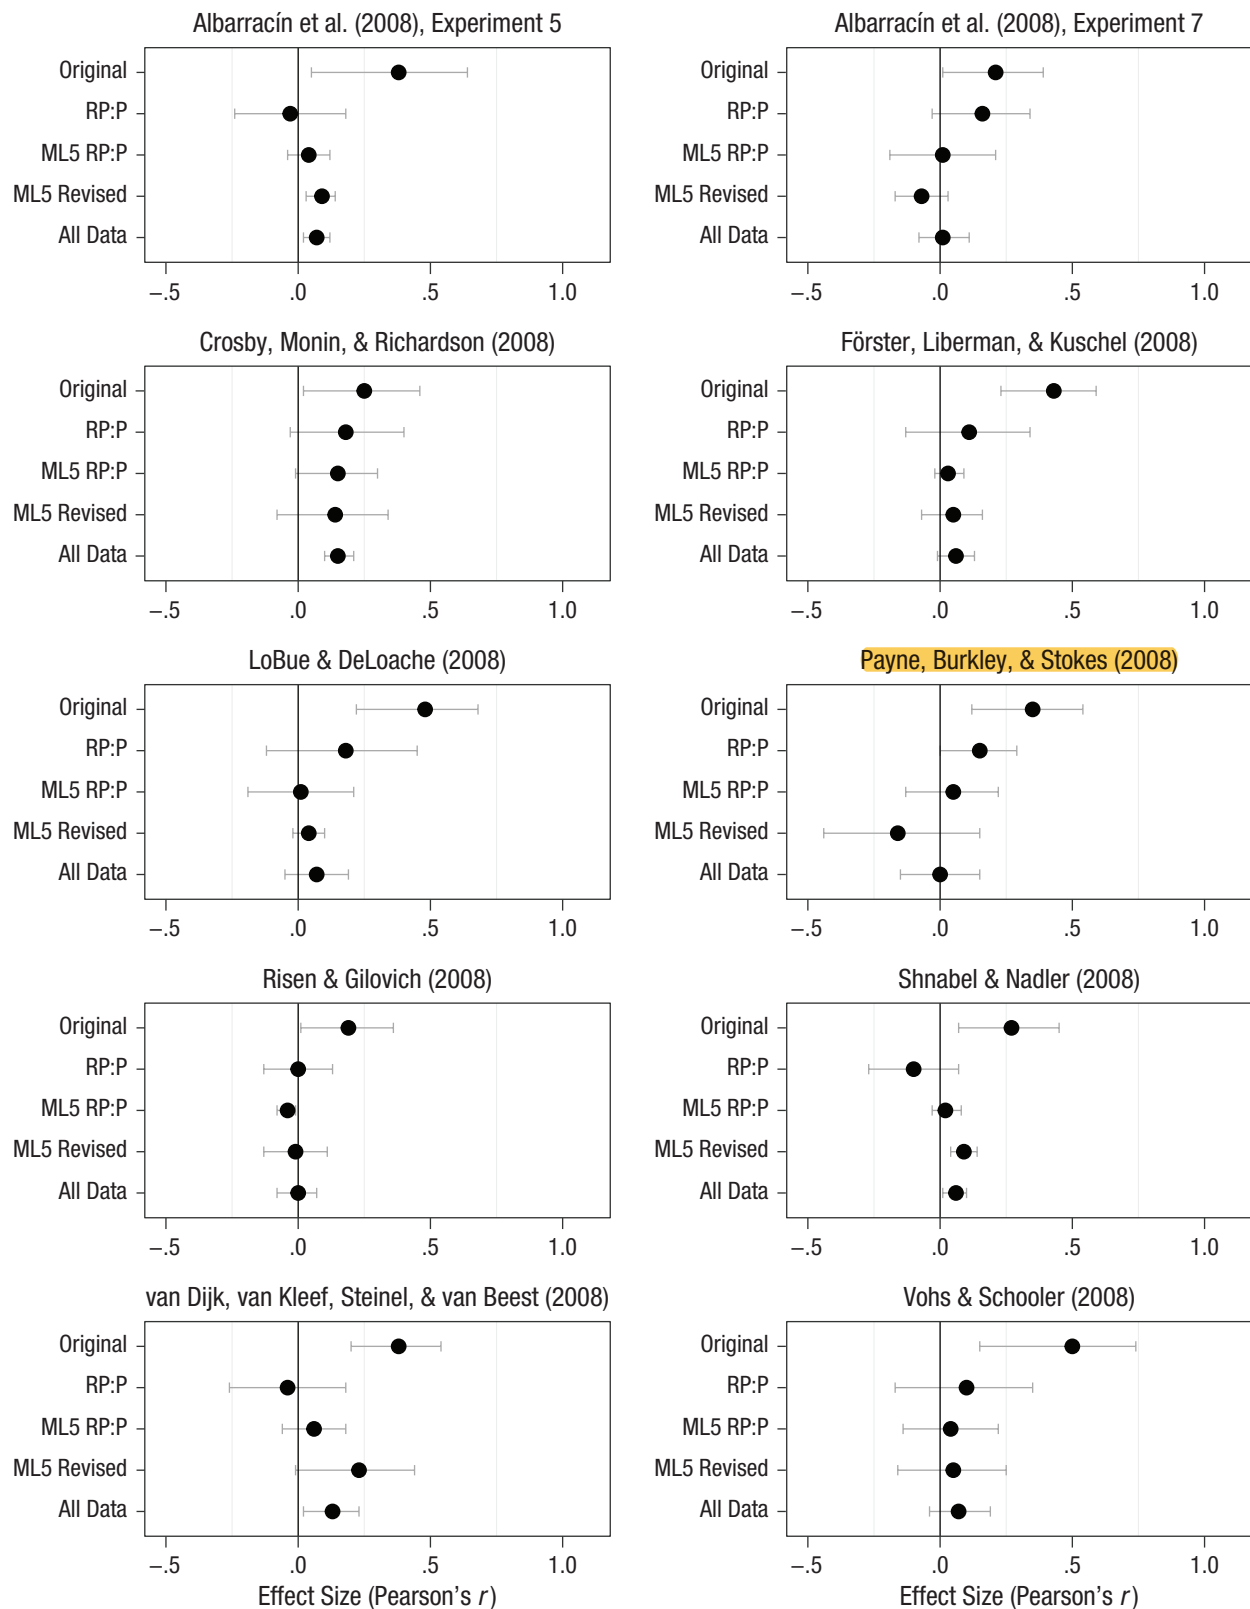 Albarracín et al. (2008), Experiment 5
Original
RP:P
ML5 RP:P
ML5 Revised
All Data
–.5 .0 .5 1.0
Albarracín et al. (2008), Experiment 7
Original
RP:P
ML5 RP:P
ML5 Revised
All Data
–.5 .0 .5 1.0
Crosby, Monin, & Richardson (2008)
Original
RP:P
ML5 RP:P
ML5 Revised
All Data
–.5 .0 .5 1.0
Förster, Liberman, & Kuschel (2008)
Original
RP:P
ML5 RP:P
ML5 Revised
All Data
–.5 .0 .5 1.0
LoBue & DeLoache (2008)
Original
RP:P
ML5 RP:P
ML5 Revised
All Data
–.5 .0 .5 1.0
Payne, Burkley, & Stokes (2008)
Original
RP:P
ML5 RP:P
ML5 Revised
All Data
–.5 .0 .5 1.0
Risen & Gilovich (2008)
Original
RP:P
ML5 RP:P
ML5 Revised
All Data
–.5 .0 .5 1.0
Shnabel & Nadler (2008)
Original
RP:P
ML5 RP:P
ML5 Revised
All Data
–.5 .0 .5 1.0
van Dijk, van Kleef, Steinel, & van Beest (2008)
Original
RP:P
ML5 RP:P
ML5 Revised
All Data
–.5 .0 .5 1.0
Effect Size (Pearson's r)
Vohs & Schooler (2008)
Original
RP:P
ML5 RP:P
ML5 Revised
All Data
–.5 .0 .5 1.0
Effect Size (Pearson's r)